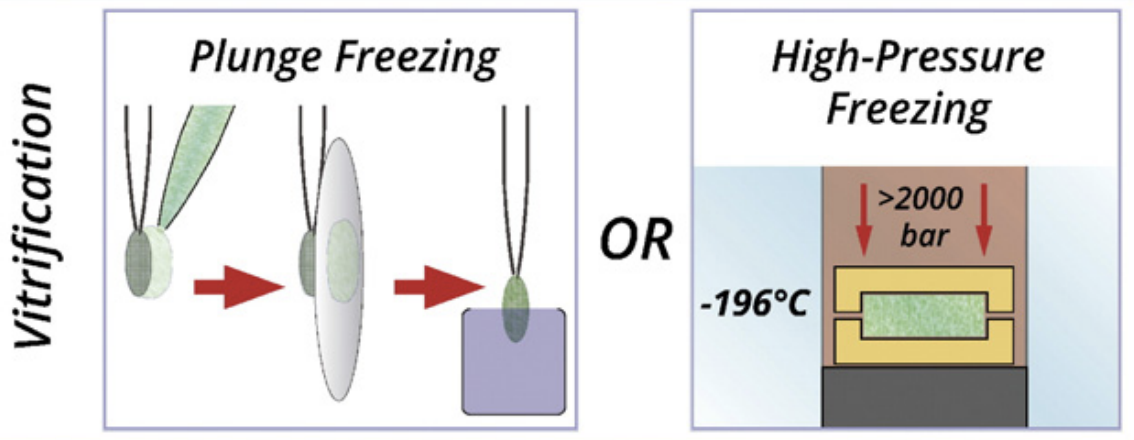 Vitrification
Plunge Freezing
OR
High-Pressure
Freezing
>2000
bar
-196°C